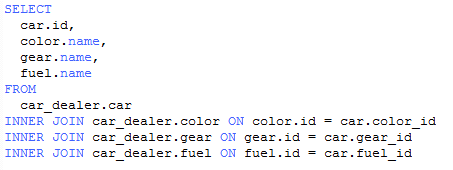 SELECT
  car.id,
  color.name,
  gear.name,
  fuel.name
FROM
  car_dealer.car
INNER JOIN car_dealer.color ON color.id = car.color_id
INNER JOIN car_dealer.gear ON gear.id = car.gear_id
INNER JOIN car_dealer.fuel ON fuel.id = car.fuel_id